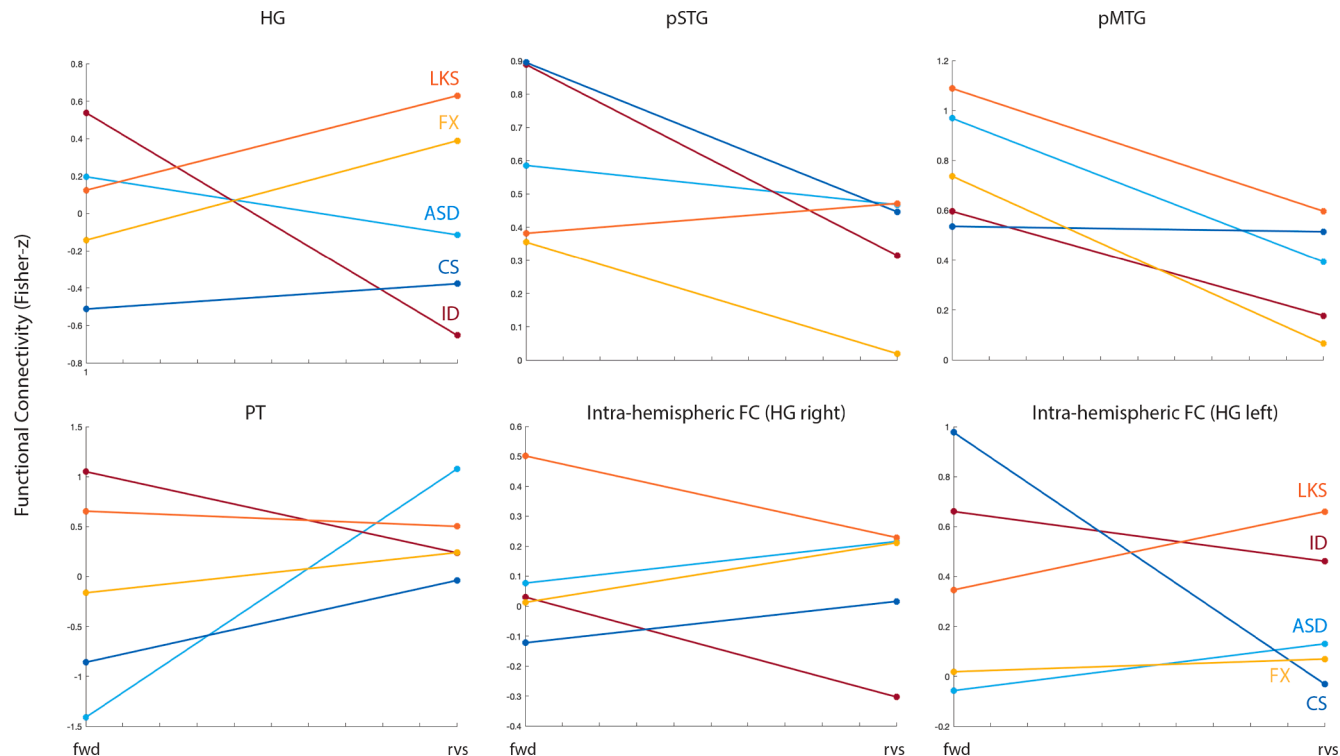 HG
pSTG
pMTG
Functional Connectivity (Fisher-z)
0.8
0.6
0.4
0.2
0
-0.2
-0.4
-0.6
-0.8
1
LKS
FX
ASD
CS
ID
0.9
0.8
0.7
0.6
0.5
0.4
0.3
0.2
0.1
0
1.2
1
0.8
0.6
0.4
0.2
0
PT
Intra-hemispheric FC (HG right)
Intra-hemispheric FC (HG left)
1.5
1
0.5
0
-0.5
-1
-1.5
fwd
rvs
0.6
0.5
0.4
0.3
0.2
0.1
0
-0.1
-0.2
-0.3
-0.4
fwd
rvs
1
0.8
0.6
0.4
0.2
0
-0.2
LKS
ID
ASD
FX
CS
fwd
rvs